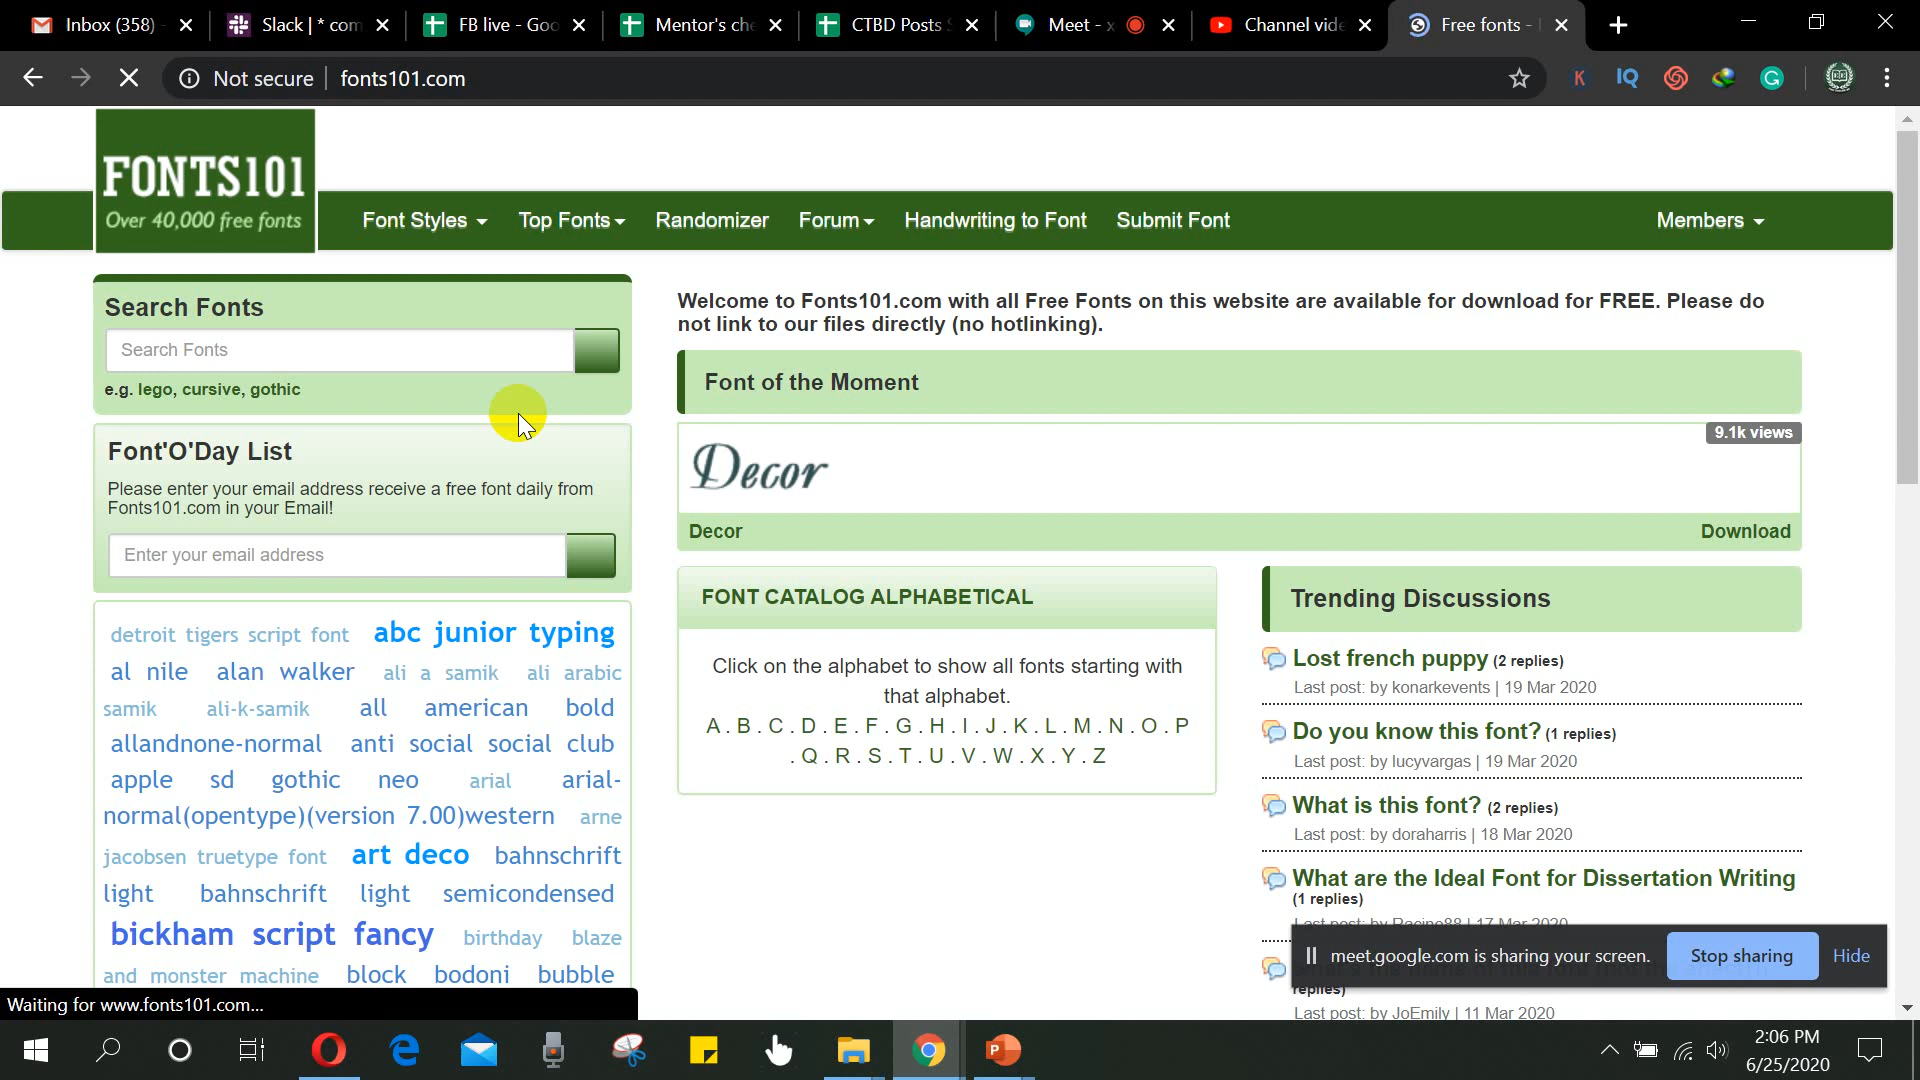 Inbox (358)
Slack | * com
FB live - Goo
Mentor's che
CTBD Posts
Meet - x
Channel vide
Free fonts -
Not secure
fonts101.com
FONTS101
Over 40,000 free fonts
Font Styles
Top Fonts
Randomizer
Forum
Handwriting to Font
Submit Font
Members
Search Fonts
Search Fonts
e.g. lego, cursive, gothic
Font'O'Day List
Please enter your email address receive a free font daily from
Fonts101.com in your Email!
Enter your email address
detroit tigers script font abc junior typing
al nile alan walker ali a samik ali arabic
samik ali-k-samik all american bold
allandnone-normal anti social social club
apple sd gothic neo arial arial-
normal(opentype)(version 7.00)western arne
jacobsen truetype font art deco bahnschrift
light bahnschrift light semicondensed
bickham script fancy birthday blaze
and monster machine block bodoni bubble
Welcome to Fonts101.com with all Free Fonts on this website are available for download for FREE. Please do
not link to our files directly (no hotlinking).
Font of the Moment
9.1k views
Decor
Decor
Download
FONT CATALOG ALPHABETICAL
Click on the alphabet to show all fonts starting with
that alphabet.
A . B . C . D . E . F . G . H . I . J . K . L . M . N . O . P
. Q . R . S . T . U . V . W . X . Y . Z
Trending Discussions
Lost french puppy (2 replies)
Last post: by konarkevents | 19 Mar 2020
Do you know this font? (1 replies)
Last post: by lucyvargas | 19 Mar 2020
What is this font? (2 replies)
Last post: by doraharris | 18 Mar 2020
What are the Ideal Font for Dissertation Writing
(1 replies)
Last post: by Racine88 | 17 Mar 2020
replies)
Last post: by JoEmily | 11 Mar 2020
meet.google.com is sharing your screen.
Stop sharing
Hide
Waiting for www.fonts101.com...
2:06 PM
6/25/2020